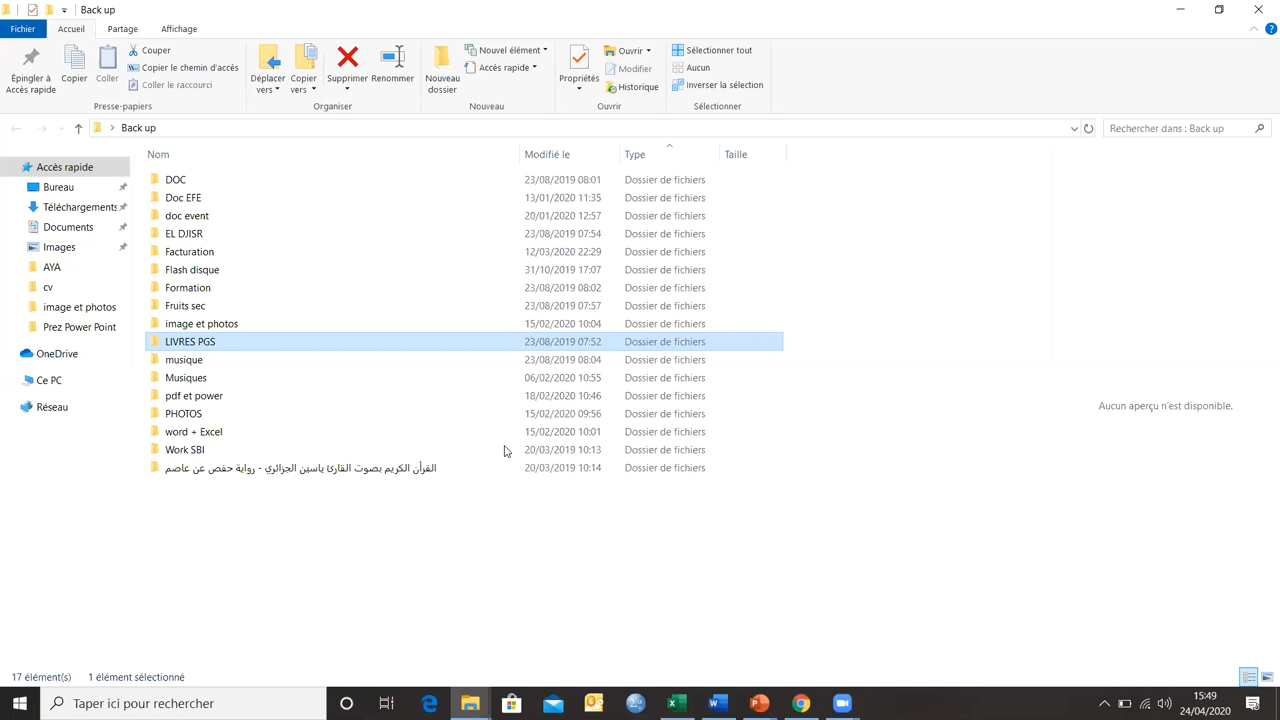 Back up
Fichier Accueil Partage Affichage
Épingler à Accès rapide
Copier
Coller
Couper
Copier le chemin d'accès
Coller le raccourci
Presse-papiers
Déplacer vers
Copier vers
Supprimer
Renommer
Organiser
Nouveau dossier
Nouvel élément
Accès rapide
Nouveau
Propriétés
Ouvrir
Modifier
Historique
Ouvrir
Sélectionner tout
Aucun
Inverser la sélection
Sélectionner
Back up
Rechercher dans : Back up
Accès rapide
Bureau
Téléchargements
Documents
Images
AYA
cv
image et photos
Prez Power Point
OneDrive
Ce PC
Réseau
Nom Modifié le Type Taille
DOC 23/08/2019 08:01 Dossier de fichiers
Doc EFE 13/01/2020 11:35 Dossier de fichiers
doc event 20/01/2020 12:57 Dossier de fichiers
EL DJISR 23/08/2019 07:54 Dossier de fichiers
Facturation 12/03/2020 22:29 Dossier de fichiers
Flash disque 31/10/2019 17:07 Dossier de fichiers
Formation 23/08/2019 08:02 Dossier de fichiers
Fruits sec 23/08/2019 07:57 Dossier de fichiers
image et photos 15/02/2020 10:04 Dossier de fichiers
LIVRES PGS 23/08/2019 07:52 Dossier de fichiers
musique 23/08/2019 08:04 Dossier de fichiers
Musiques 06/02/2020 10:55 Dossier de fichiers
pdf et power 18/02/2020 10:46 Dossier de fichiers
PHOTOS 15/02/2020 09:56 Dossier de fichiers
word + Excel 15/02/2020 10:01 Dossier de fichiers
Work SBI 20/03/2019 10:13 Dossier de fichiers
القرأن الكريم بصوت القارئ ياسين الجزائري - رواية حفص عن عاصم 20/03/2019 10:14 Dossier de fichiers
Aucun aperçu n'est disponible.
17 élément(s) 1 élément sélectionné
Taper ici pour rechercher
15:49
24/04/2020